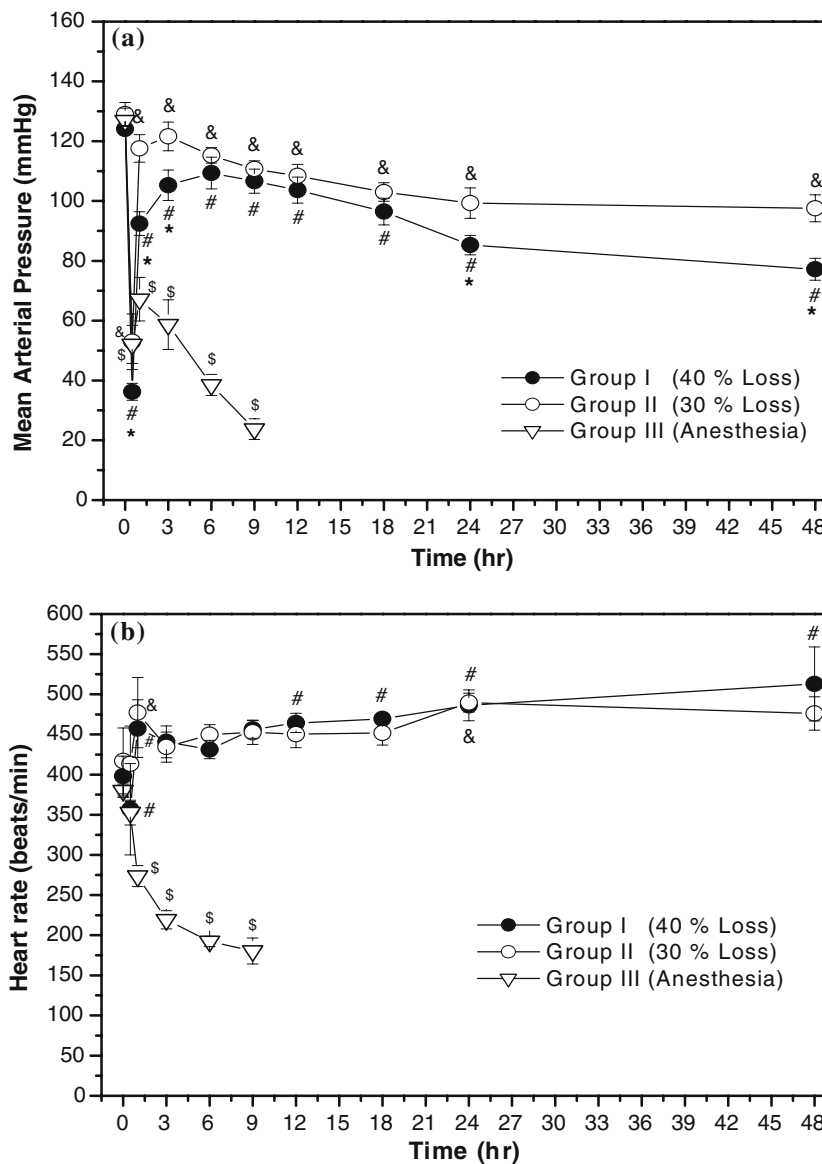 (a)
Mean Arterial Pressure (mmHg)
160
140
120
100
80
60
40
20
0
& & & & & & & &
# # # # # # #
* *
# * # *
$ $ $ $
& $
# *
Group I (40 % Loss)
Group II (30 % Loss)
Group III (Anesthesia)
0 3 6 9 12 15 18 21 24 27 30 33 36 39 42 45 48
Time (hr)
(b)
Heart rate (beats/min)
600
550
500
450
400
350
300
250
200
150
100
50
0
& # # # # #
# &
$ $ $ $
Group I (40 % Loss)
Group II (30 % Loss)
Group III (Anesthesia)
0 3 6 9 12 15 18 21 24 27 30 33 36 39 42 45 48
Time (hr)